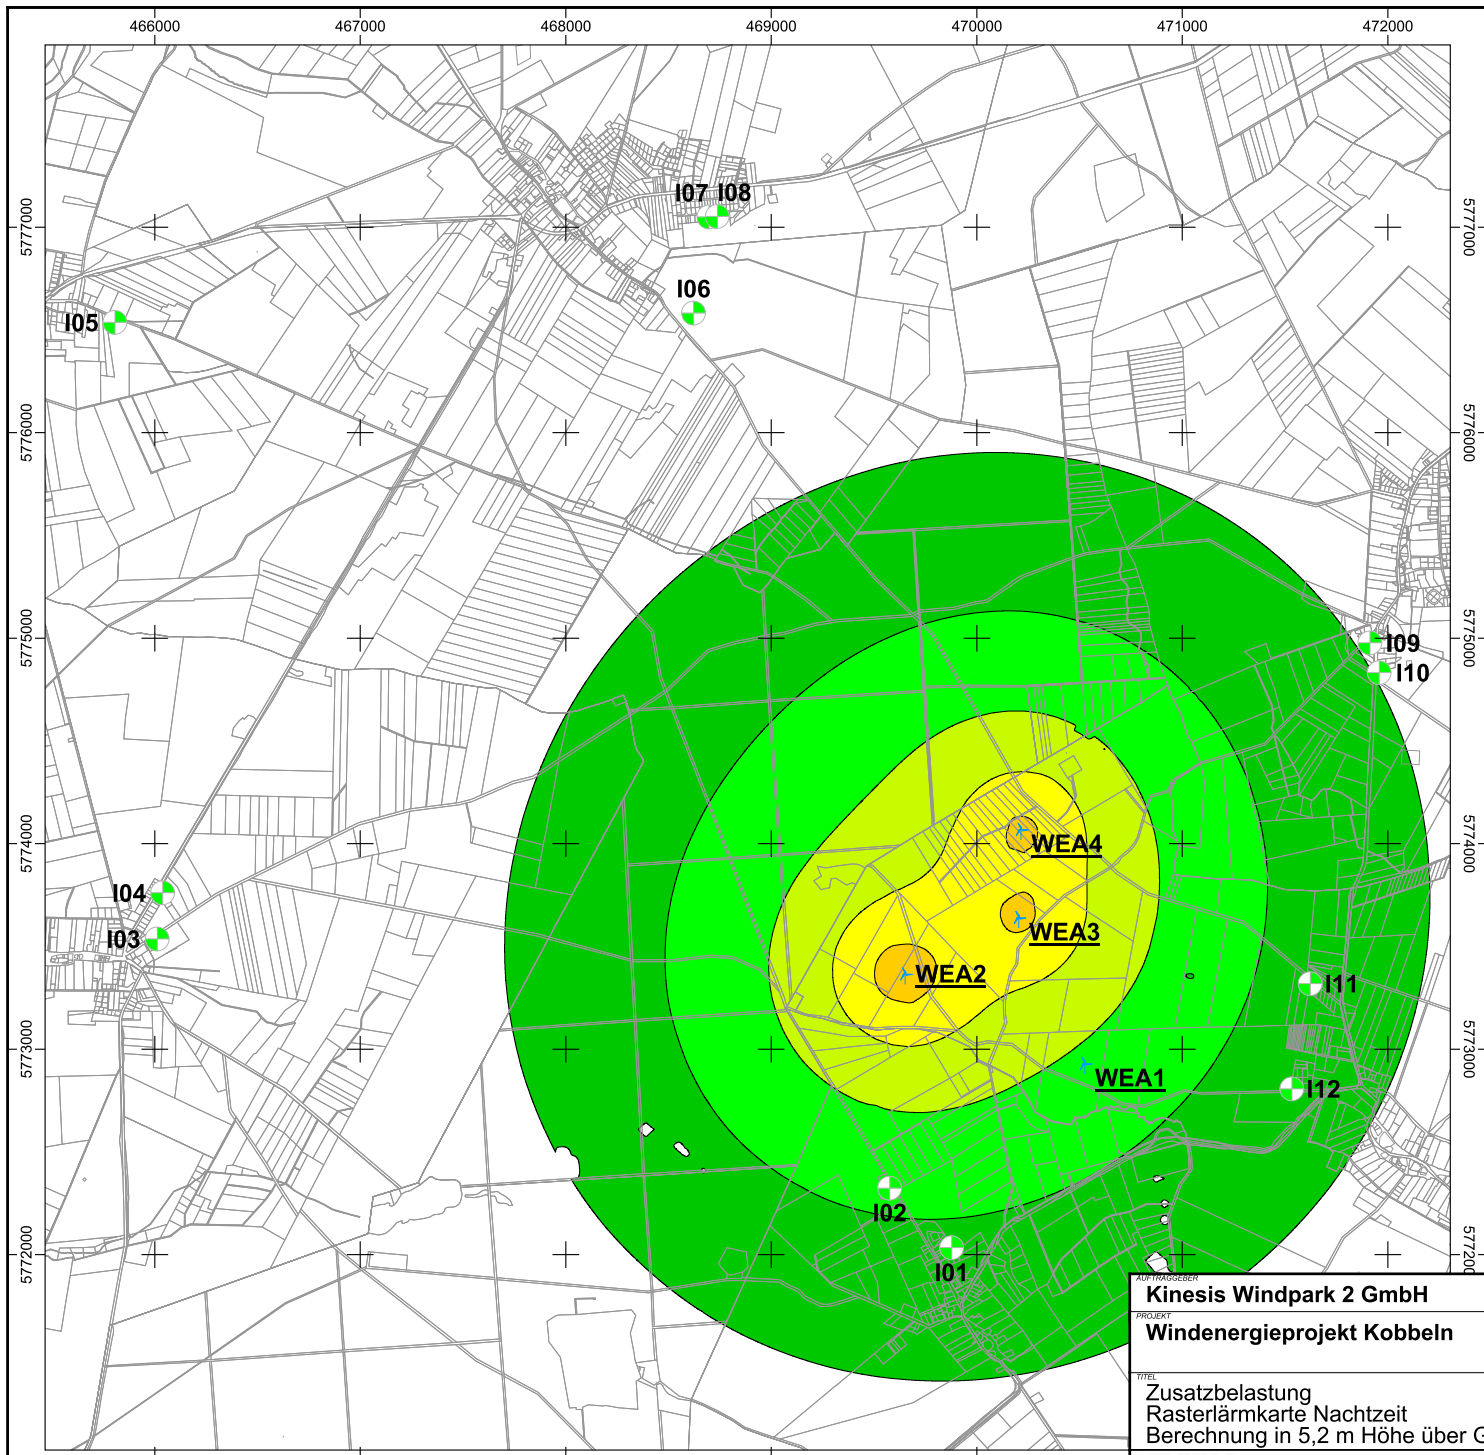 466000 467000 468000 469000 470000 471000 472000
5777000 5777000
5776000 5776000
5775000 5775000
5774000 5774000
5773000 5773000
5772000
I07 I08
I06
I05
I09
I10
WEA4
I04
WEA3
I03
WEA2
I11
WEA1
I12
I02
I01
AUFTRAGGEBER
Kinesis Windpark 2 GmbH
PROJEKT
Windenergieprojekt Kobbeln
TITEL
Zusatzbelastung
Rasterlärmkarte Nachtzeit
Berechnung in 5,2 m Höhe über